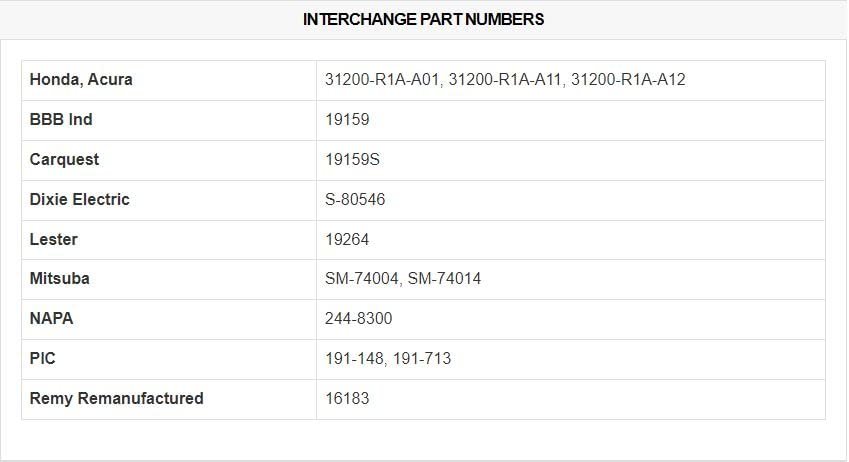 INTERCHANGE PART NUMBERS
Honda, Acura 31200-R1A-A01, 31200-R1A-A11, 31200-R1A-A12
BBB Ind 19159
Carquest 19159S
Dixie Electric S-80546
Lester 19264
Mitsuba SM-74004, SM-74014
NAPA 244-8300
PIC 191-148, 191-713
Remy Remanufactured 16183